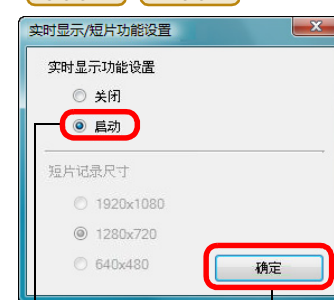 实时显示/短片功能设置
实时显示功能设置
关闭
启动
短片记录尺寸
1920x1080
1280x720
640x480
确定